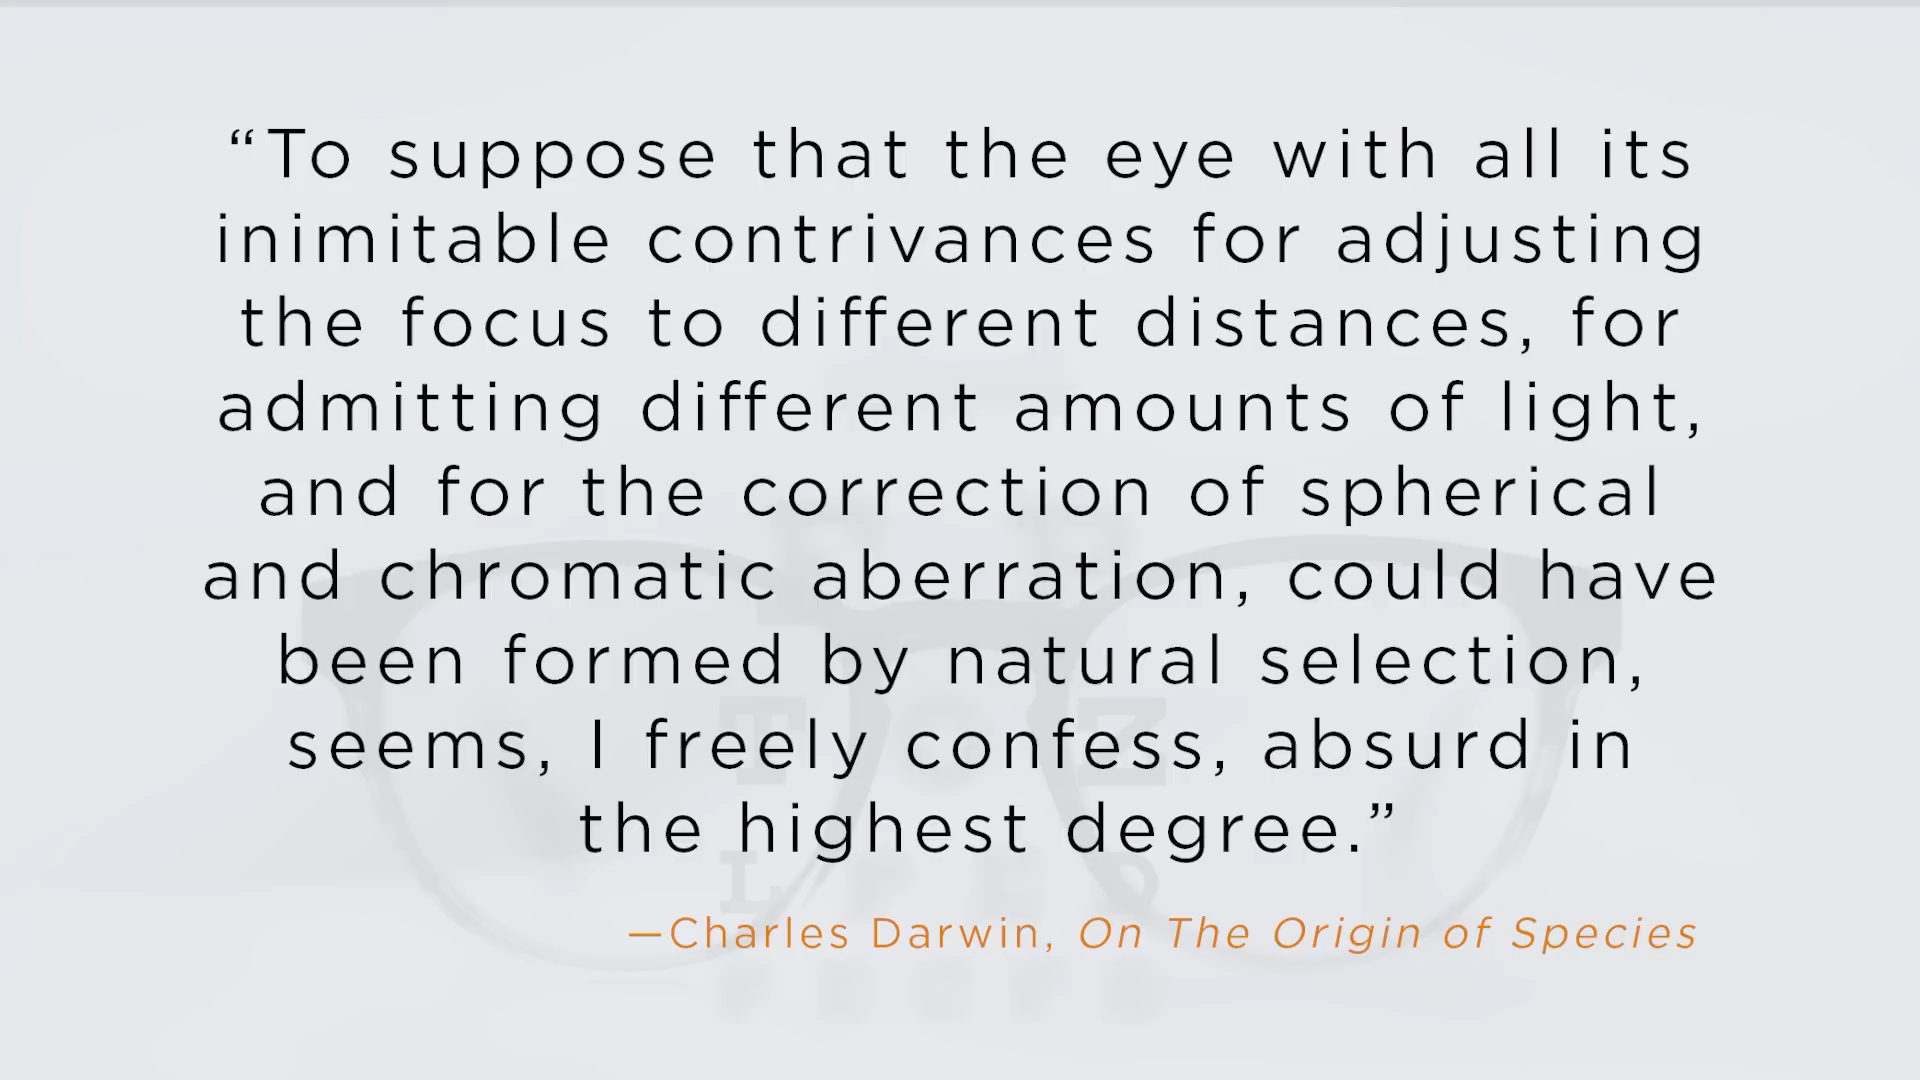 “To suppose that the eye with all its
inimitable contrivances for adjusting
the focus to different distances, for
admitting different amounts of light,
and for the correction of spherical
and chromatic aberration, could have
been formed by natural selection,
seems, I freely confess, absurd in
the highest degree.”
—Charles Darwin, On The Origin of Species